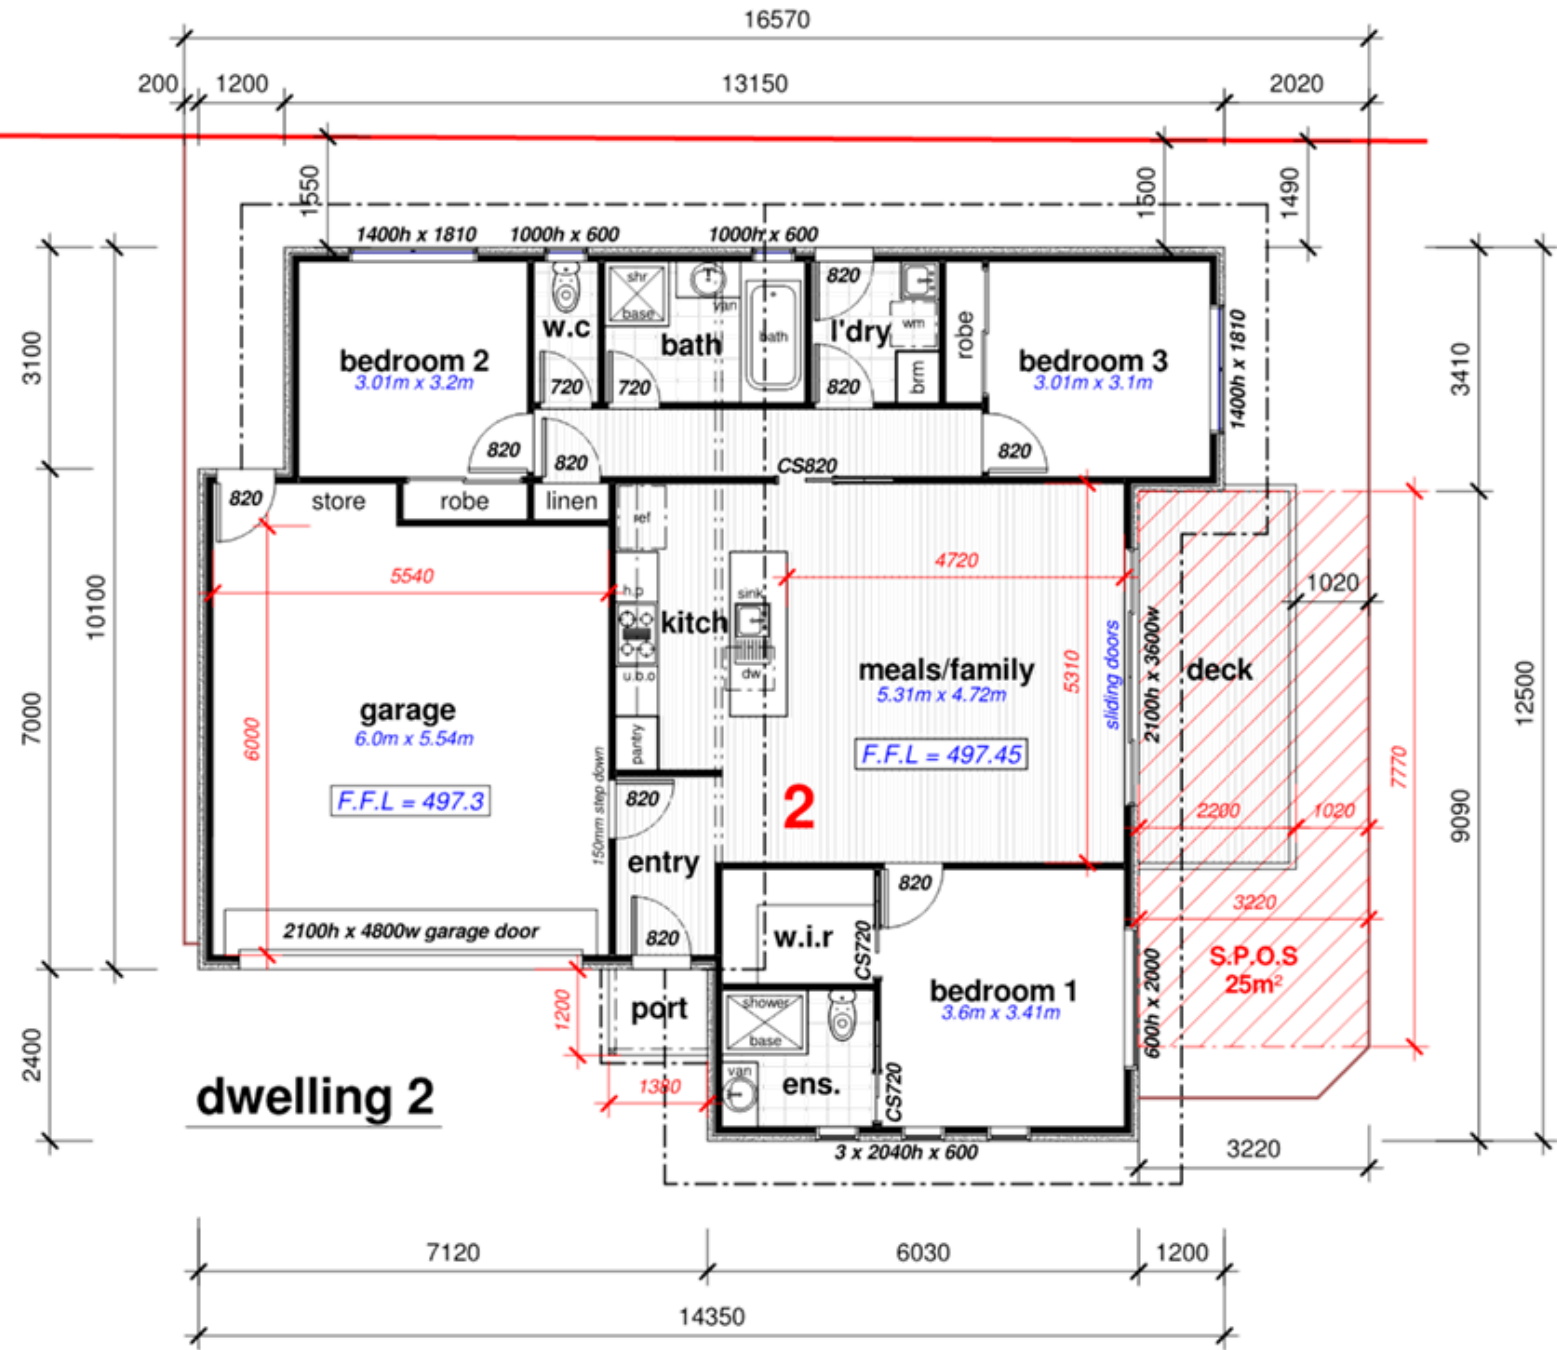 16570
200
1200
13150
2020
1550
1500
1490
1400h x 1810
1000h x 600
1000h x 600
820
shr
base
van
bath
wm
w.c
bath
l'dry
robe
bedroom 2
3.01m x 3.2m
bedroom 3
3.01m x 3.1m
1400h x 1810
3100
3410
720
720
820
brm
820
820
820
CS820
820
store
robe
linen
ref
5540
4720
1020
h.p
sink
10100
kitch
2100h x 3600w
sliding doors
deck
meals/family
5.31m x 4.72m
5310
u.b.o
dw
12500
7000
garage
6.0m x 5.54m
6000
pantry
F.F.L = 497.45
7770
F.F.L = 497.3
150mm step down
820
2
2200
1020
9090
entry
820
3220
2100h x 4800w garage door
820
w.i.r
CS720
S.P.O.S
25m²
600h x 2000
bedroom 1
3.6m x 3.41m
1200
port
shower
base
2400
van
ens.
CS720
1380
dwelling 2
3 x 2040h x 600
3220
7120
6030
1200
14350